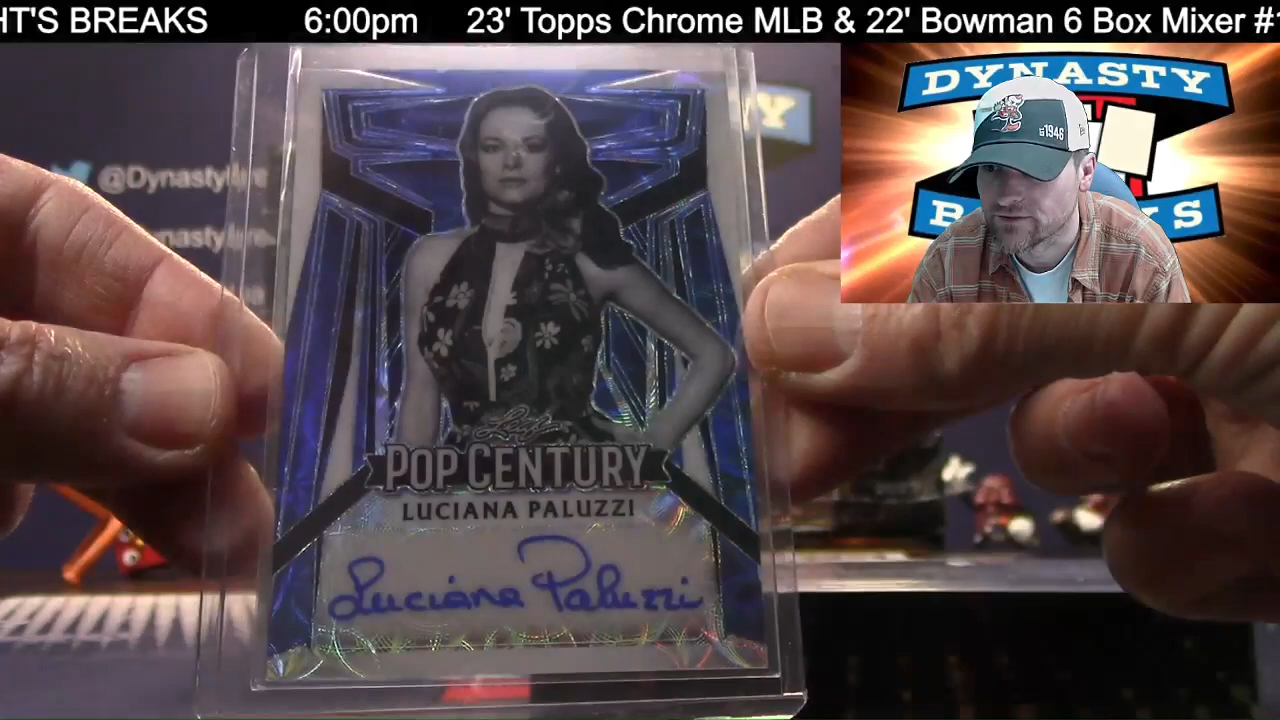 HT'S BREAKS 6:00pm 23' Topps Chrome MLB & 22' Bowman 6 Box Mixer #
DYNASTY
1946
@Dynasty
Leaf
POP CENTURY
LUCIANA PALUZZI
Luciana Paluzzi